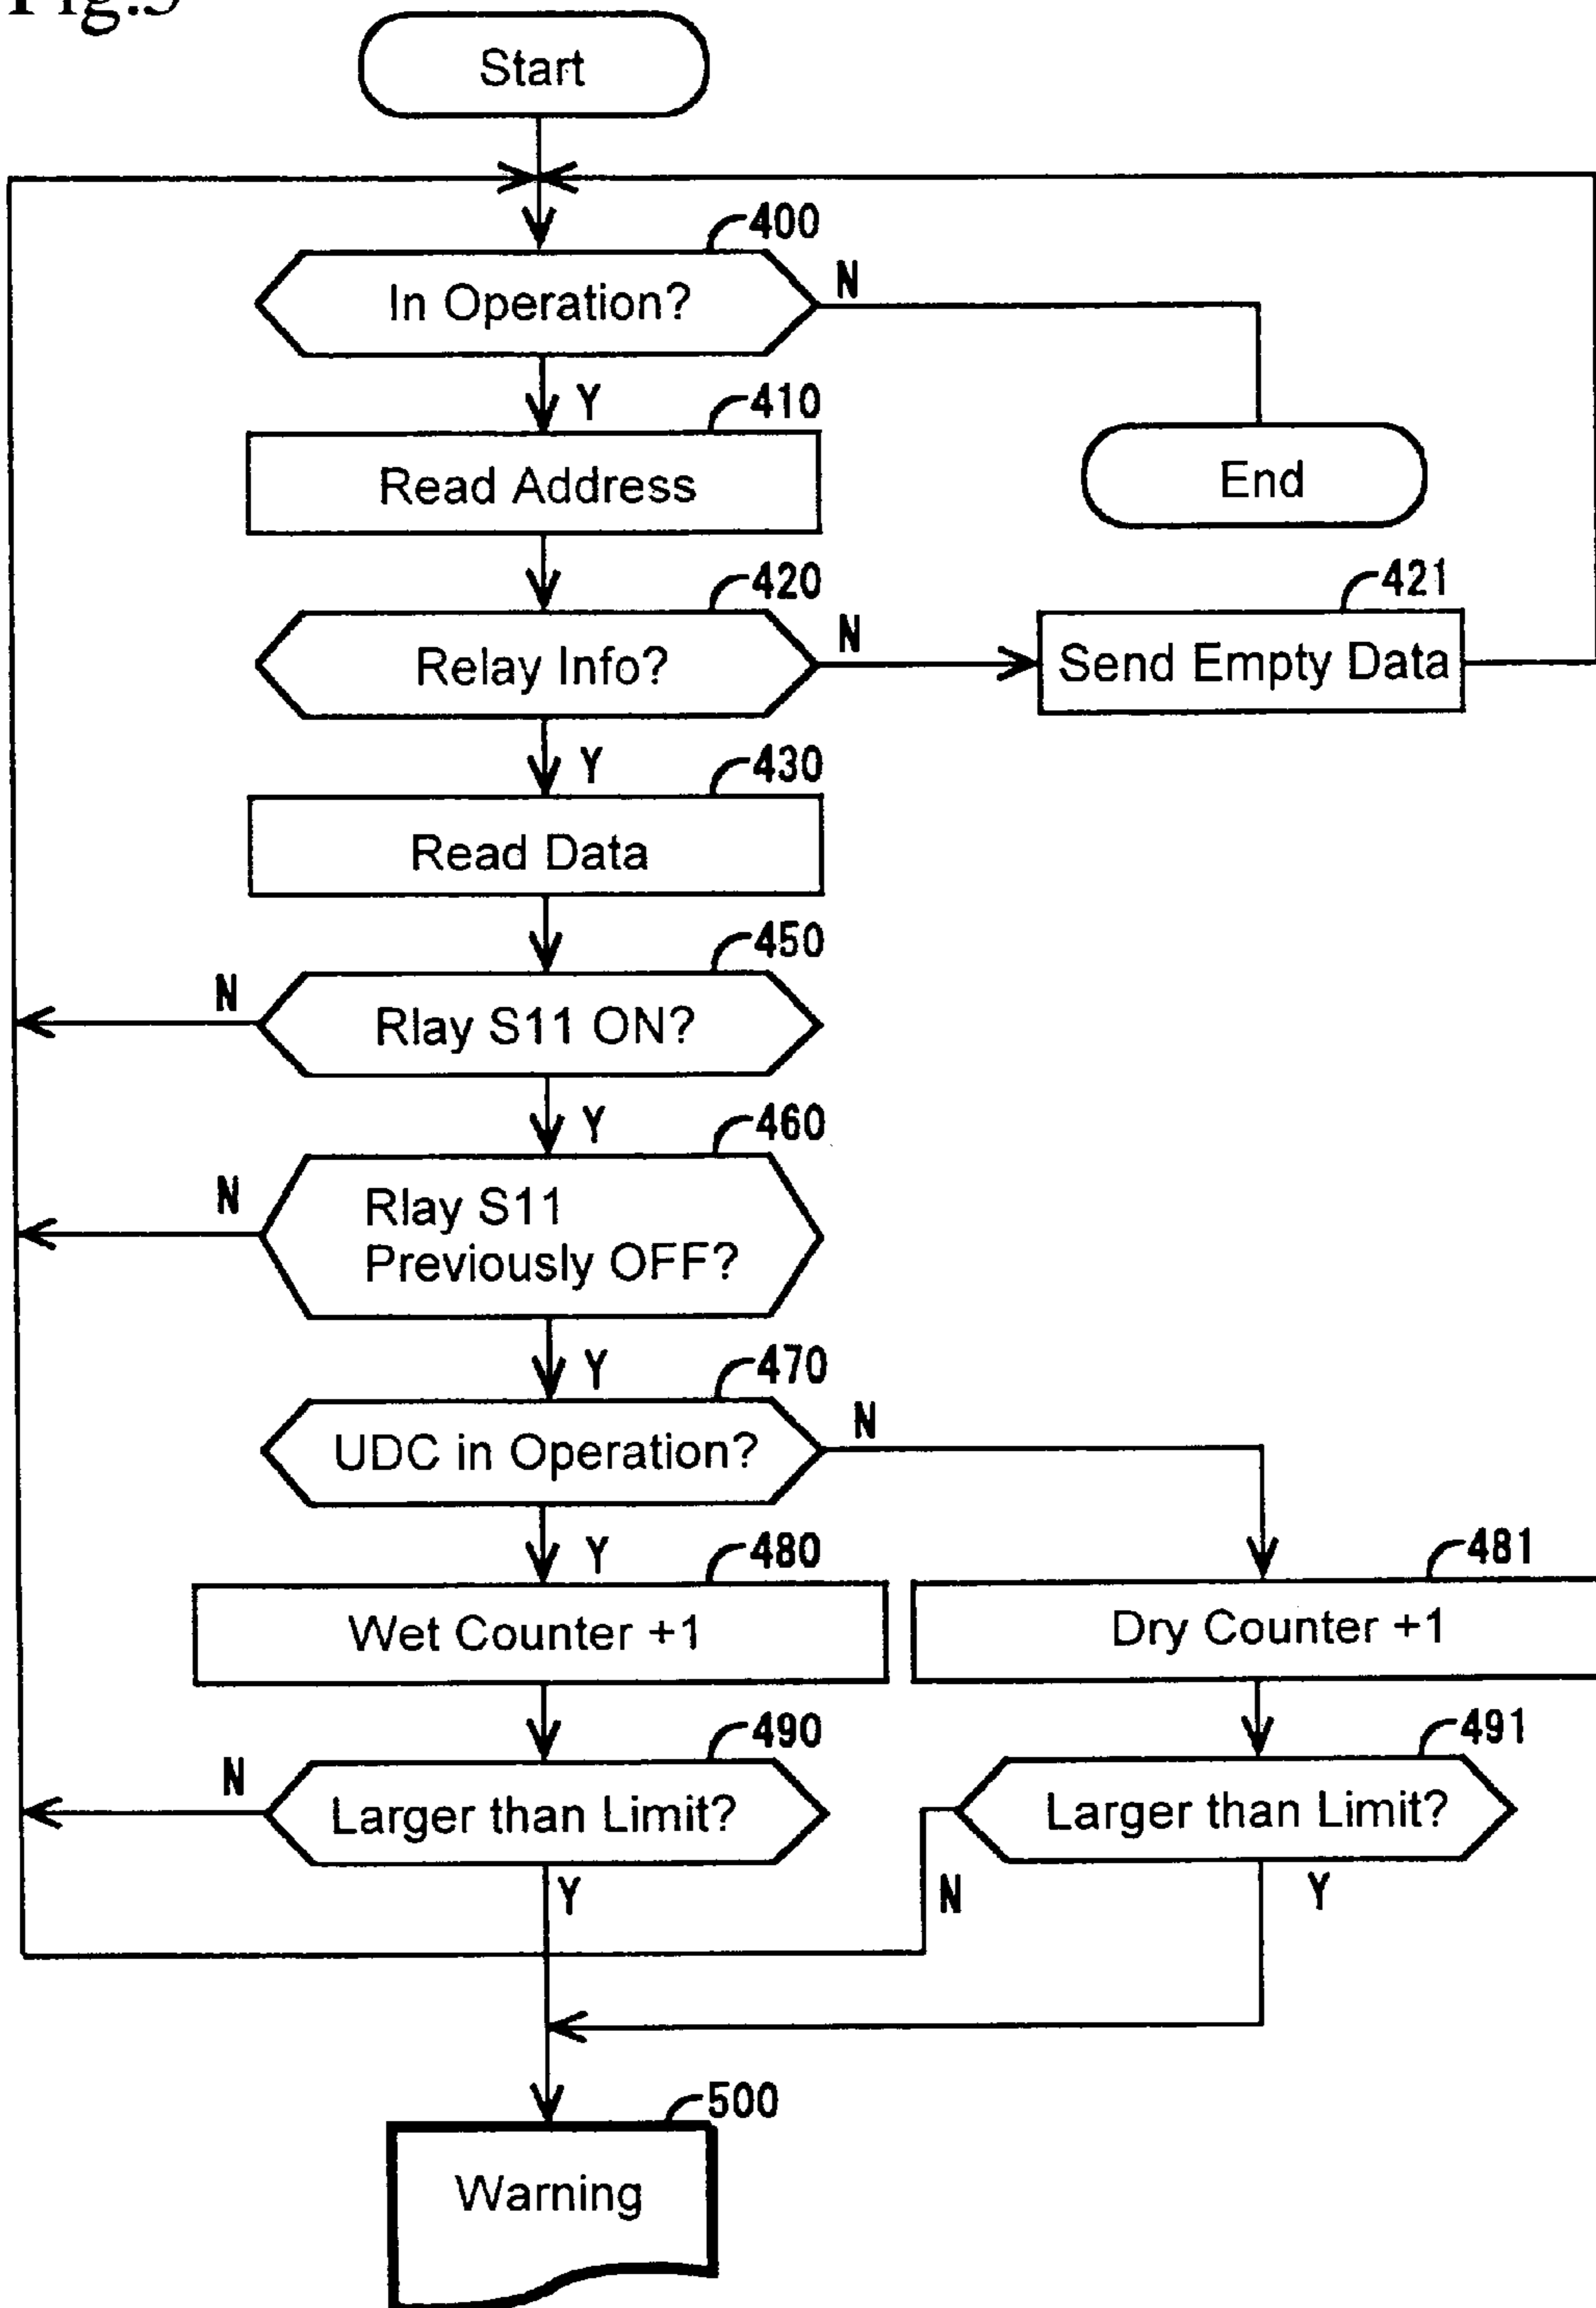 Start
400
In Operation?
N
Y
410
Read Address
End
420
Relay Info?
N
421
Send Empty Data
Y
430
Read Data
450
N
Rlay S11 ON?
Y
460
N
Rlay S11
Previously OFF?
Y
470
UDC in Operation?
N
Y
480
Wet Counter +1
481
Dry Counter +1
490
N
Larger than Limit?
Y
491
Larger than Limit?
N
Y
500
Warning